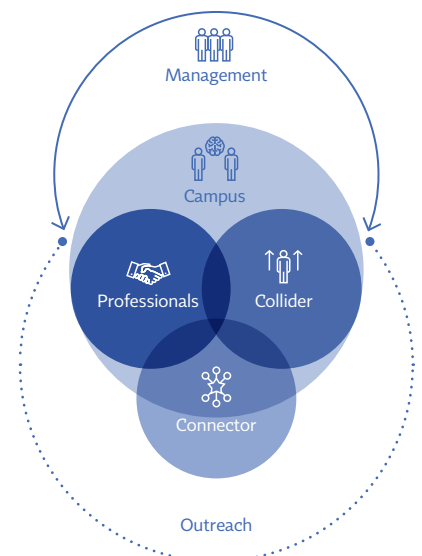 Management
Campus
Professionals
Collider
Connector
Outreach